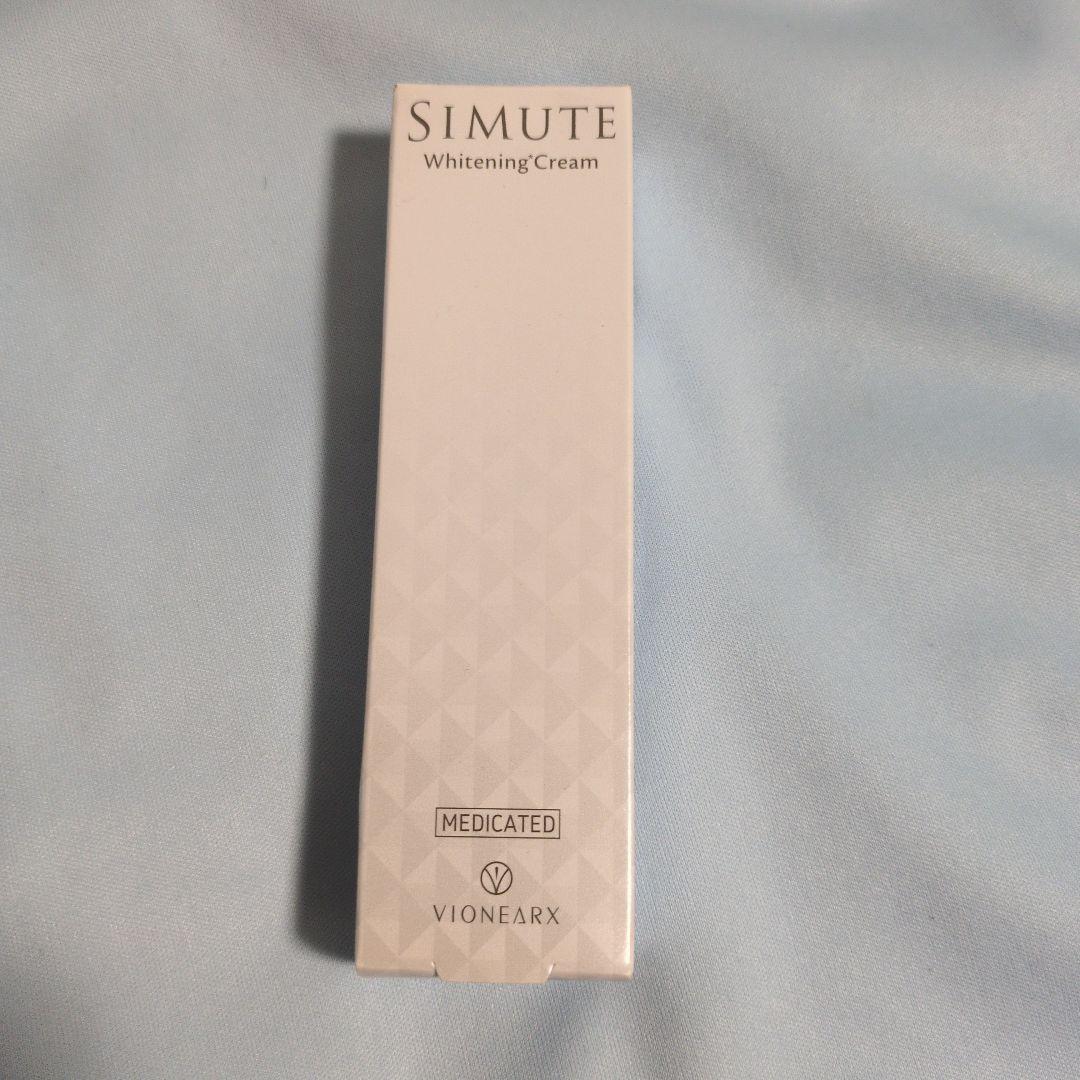 SIMUTE
Whitening*Cream
MEDICATED
VIONEARX